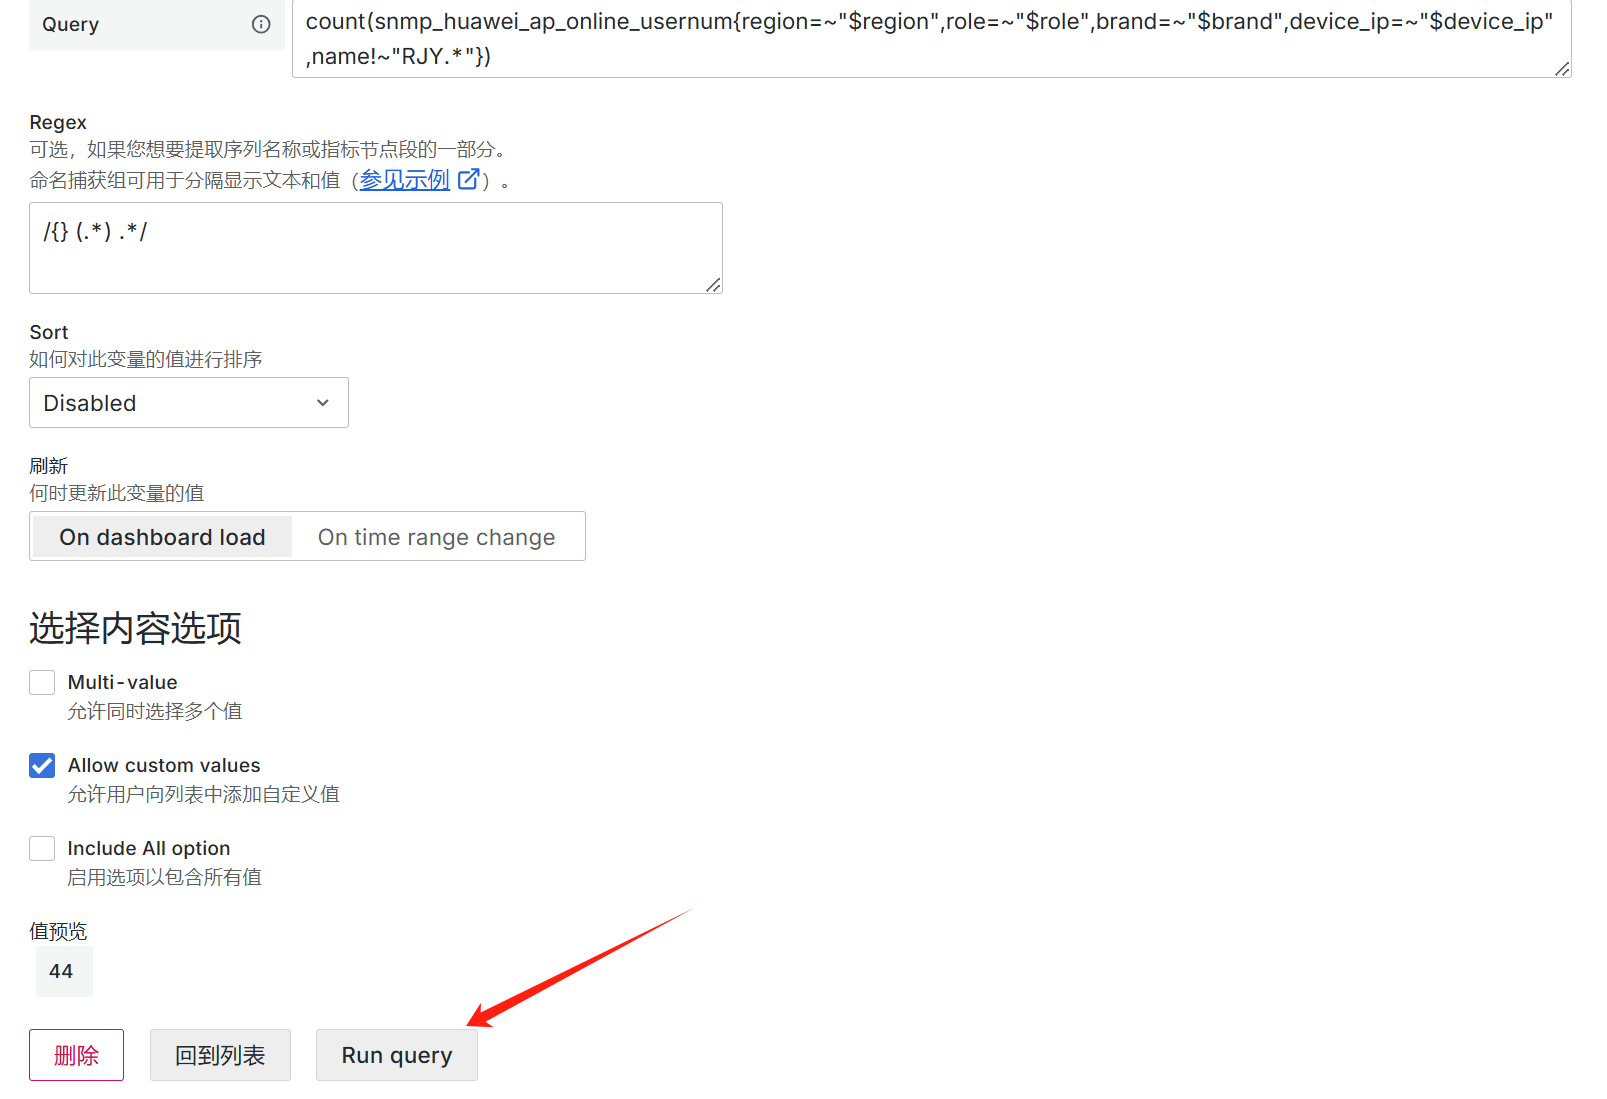 Query
count(snmp_huawei_ap_online_usernum{region=~"$region",role=~"$role",brand=~"$brand",device_ip=~"$device_ip"
,name!~"RJY.*"})
Regex
可选，如果您想要提取序列名称或指标节点段的一部分。
命名捕获组可用于分隔显示文本和值（参见示例）。
/{} (.*) .*/
Sort
如何对此变量的值进行排序
Disabled
刷新
何时更新此变量的值
On dashboard load On time range change
选择内容选项
Multi-value
允许同时选择多个值
Allow custom values
允许用户向列表中添加自定义值
Include All option
启用选项以包含所有值
值预览
44
删除 回到列表 Run query